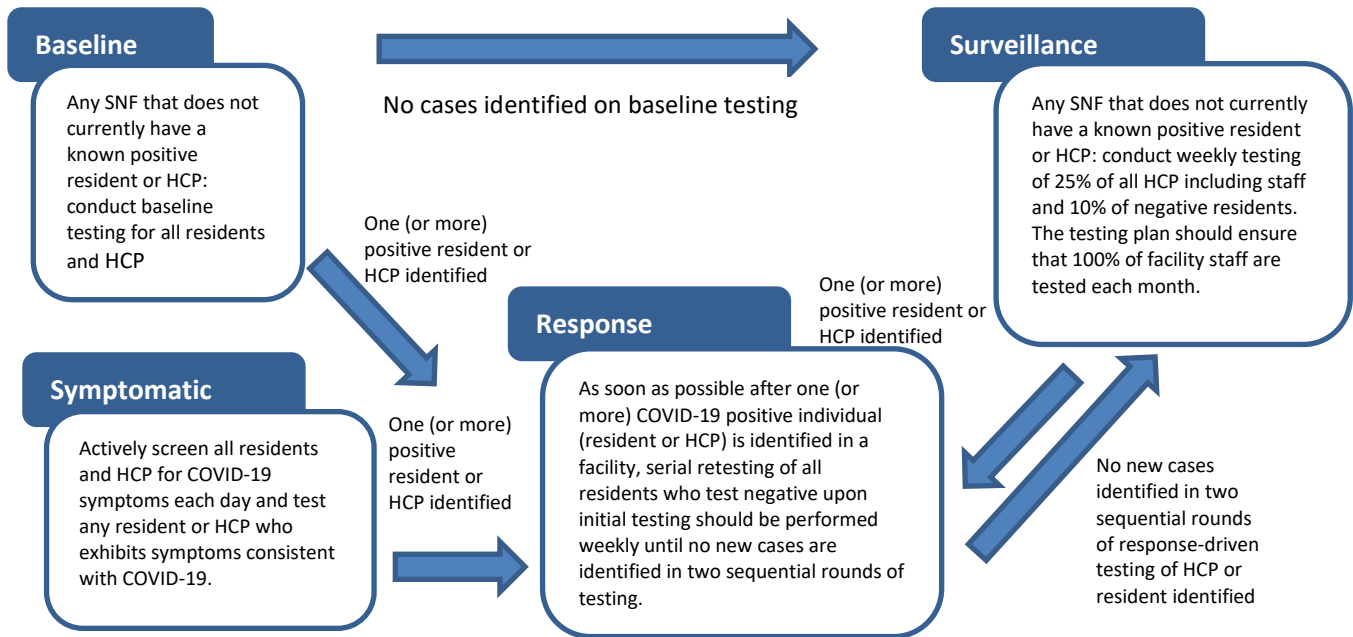 Baseline
Any SNF that does not
currently have a
known positive
resident or HCP:
conduct baseline
testing for all residents
and HCP
No cases identified on baseline testing
Surveillance
Any SNF that does not currently
have a known positive resident
or HCP: conduct weekly testing
of 25% of all HCP including staff
and 10% of negative residents.
The testing plan should ensure
that 100% of facility staff are
tested each month.
One (or more)
positive resident or
HCP identified
One (or more)
positive resident or
HCP identified
Symptomatic
Actively screen all residents
and HCP for COVID-19
symptoms each day and test
any resident or HCP who
exhibits symptoms consistent
with COVID-19.
One (or more)
positive
resident or
HCP identified
Response
As soon as possible after one (or
more) COVID-19 positive individual
(resident or HCP) is identified in a
facility, serial retesting of all
residents who test negative upon
initial testing should be performed
weekly until no new cases are
identified in two sequential rounds of
testing.
No new cases
identified in two
sequential rounds
of response-driven
testing of HCP or
resident identified